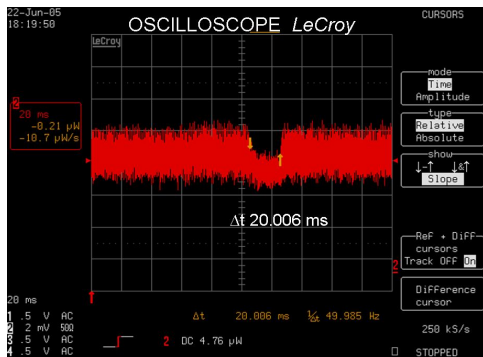 22-Jun-05
18:19:50
OSCILLOSCOPE LeCroy
CURSORS
LeCroy
mode
Time
Amplitude
2
20 ms
-0.21 µW
-10.7 µW/s
type
Relative
Absolute
show
↓-↑ ↓&↑
Slope
Δt 20.006 ms
Ref + Diff
cursors
Track OFF On
2
Difference
cursor
20 ms
Δt 20.006 ms 1/Δt 49.985 Hz
1 .5 V AC
2 2 mV 50Ω
3 .5 V AC
4 .5 V AC
2 DC 4.76 µW
250 kS/s
STOPPED